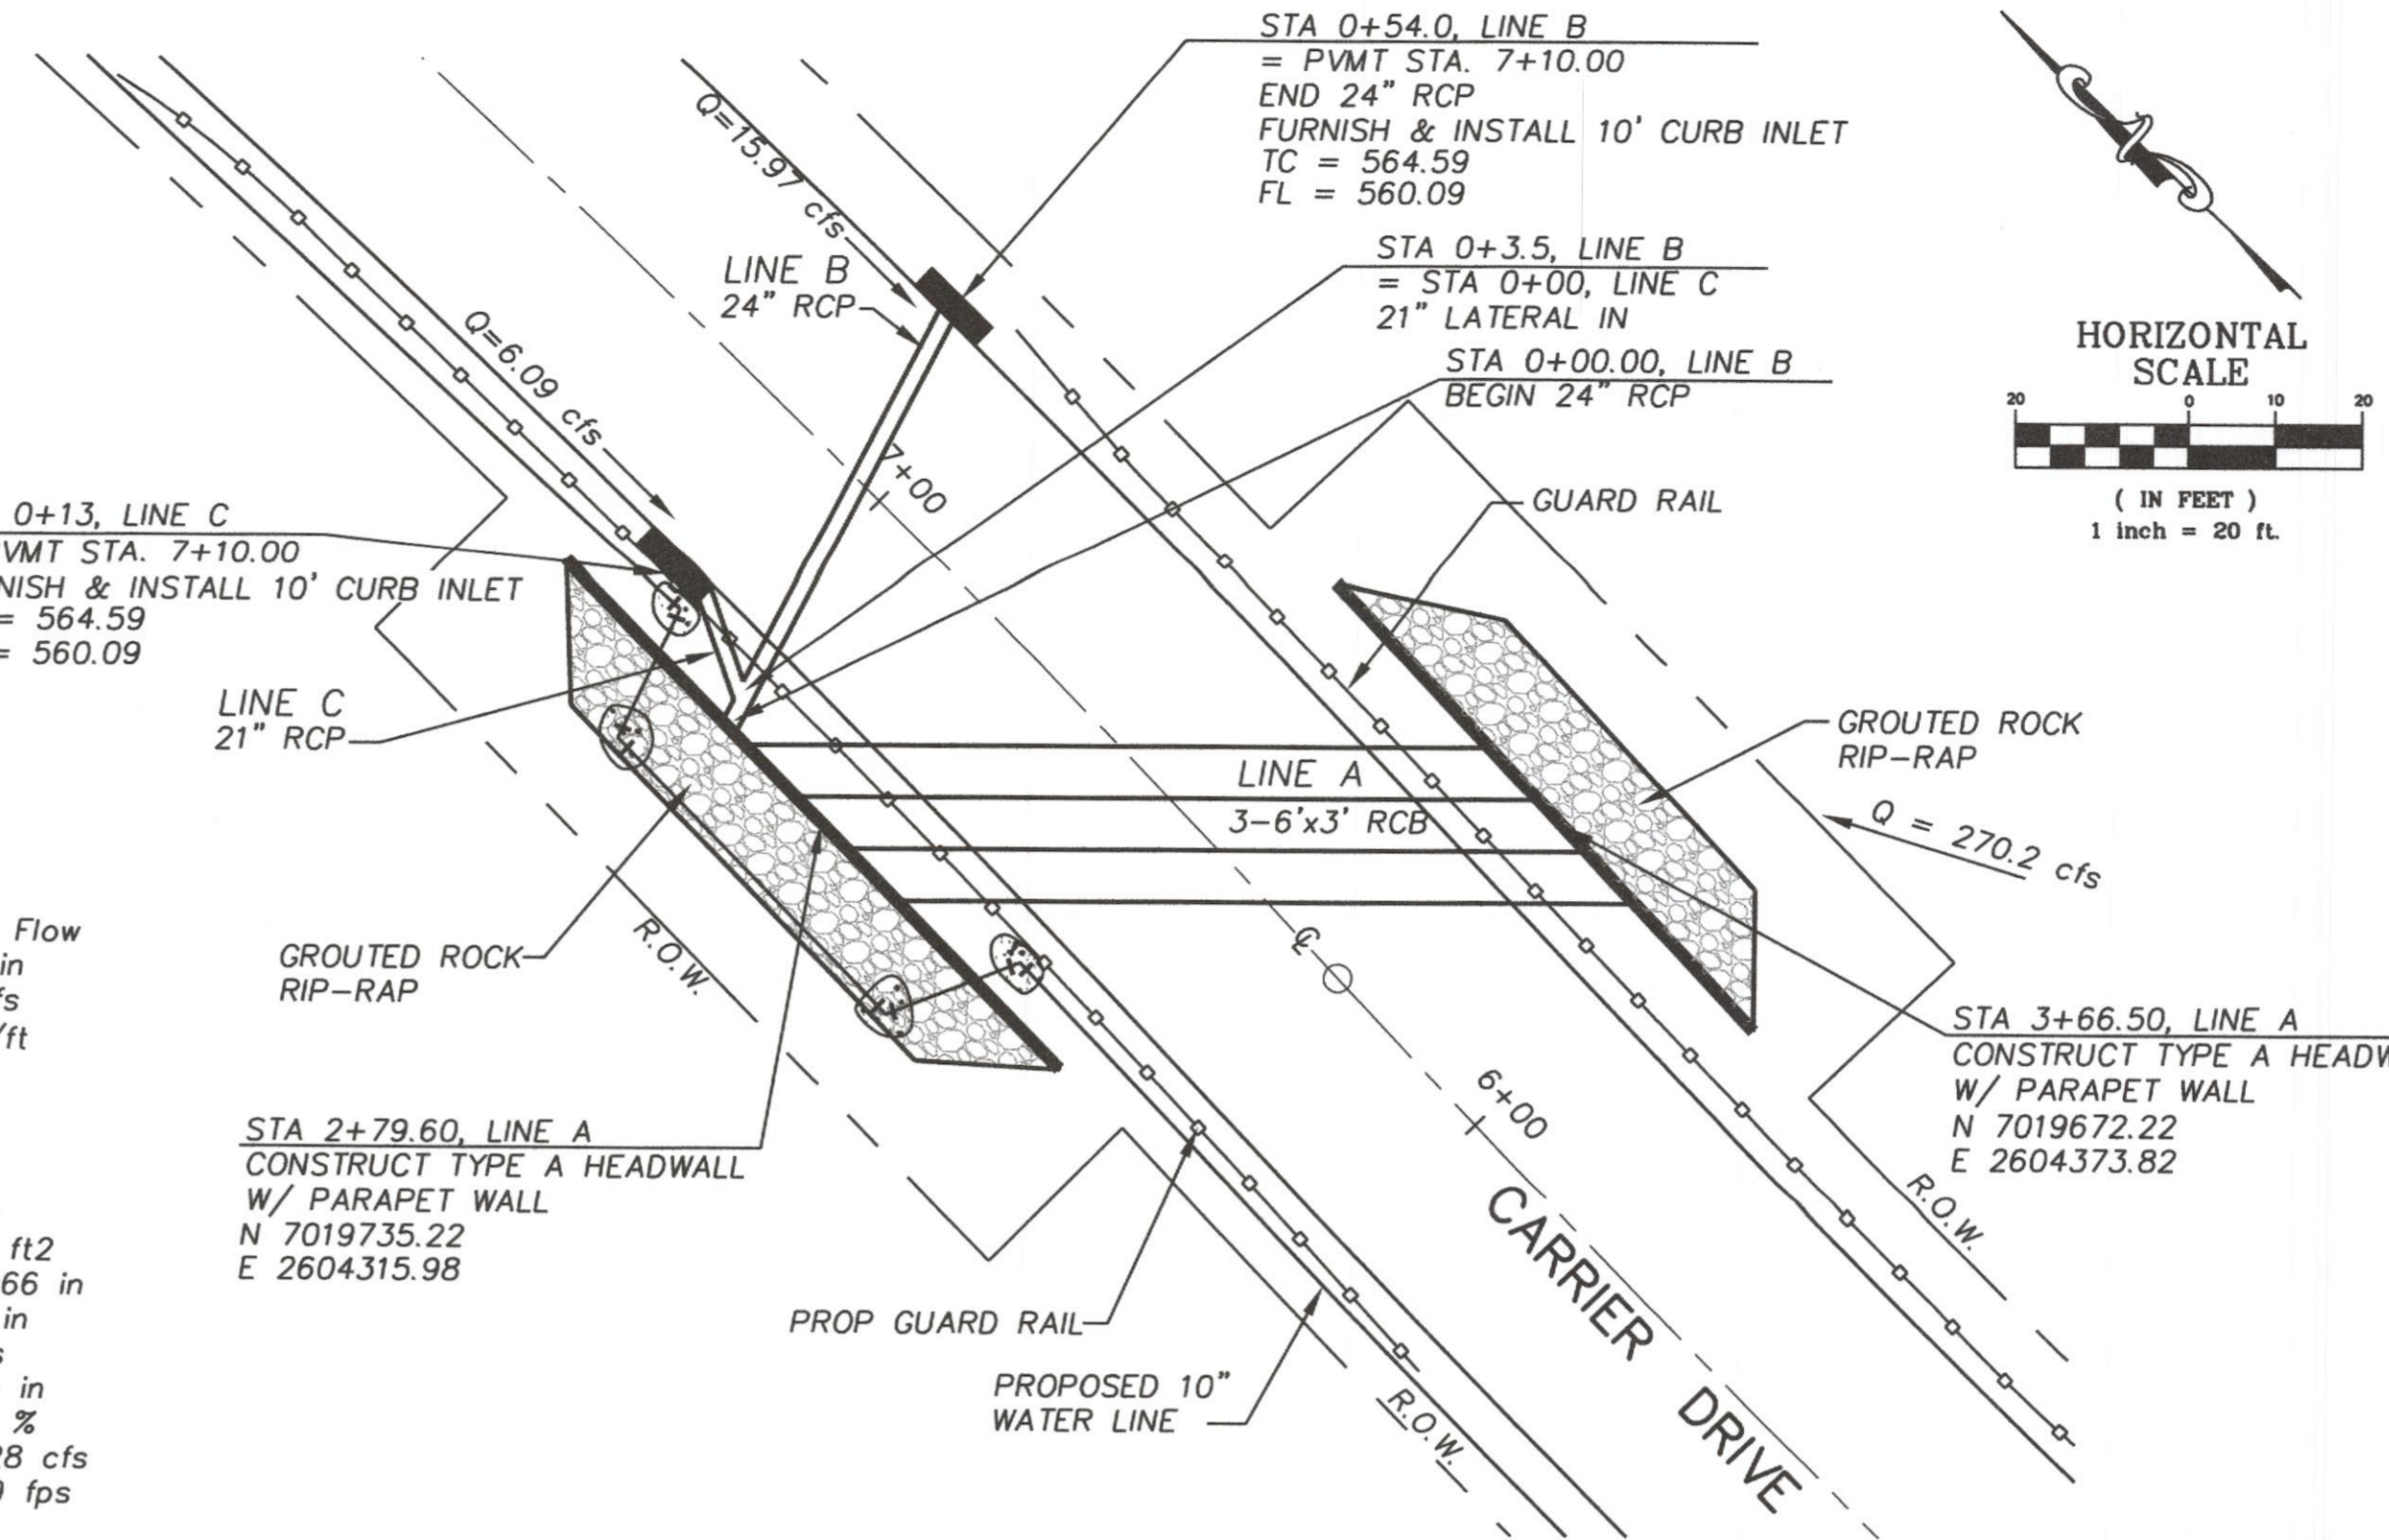 STA 0+54.0, LINE B
= PVMT STA. 7+10.00
END 24" RCP
FURNISH & INSTALL 10' CURB INLET
TC = 564.59
FL = 560.09
Q=15.97 cfs
STA 0+3.5, LINE B
= STA 0+00, LINE C
21" LATERAL IN
LINE B
24" RCP
STA 0+00.00, LINE B
BEGIN 24" RCP
HORIZONTAL
SCALE
20 0 10 20
( IN FEET )
1 inch = 20 ft.
Q=6.09 cfs
7+00
GUARD RAIL
0+13, LINE C
VMT STA. 7+10.00
NISH & INSTALL 10' CURB INLET
= 564.59
= 560.09
LINE C
21" RCP
GROUTED ROCK
RIP-RAP
LINE A
3-6'x3' RCB
Q = 270.2 cfs
Flow
in
fs
/ft
GROUTED ROCK
RIP-RAP
R.O.W.
℄
STA 3+66.50, LINE A
CONSTRUCT TYPE A HEADW
W/ PARAPET WALL
N 7019672.22
E 2604373.82
6+00
STA 2+79.60, LINE A
CONSTRUCT TYPE A HEADWALL
W/ PARAPET WALL
N 7019735.22
E 2604315.98
R.O.W.
ft2
66 in
in
s
in
%
28 cfs
fps
CARRIER DRIVE
PROP GUARD RAIL
PROPOSED 10"
WATER LINE
R.O.W.